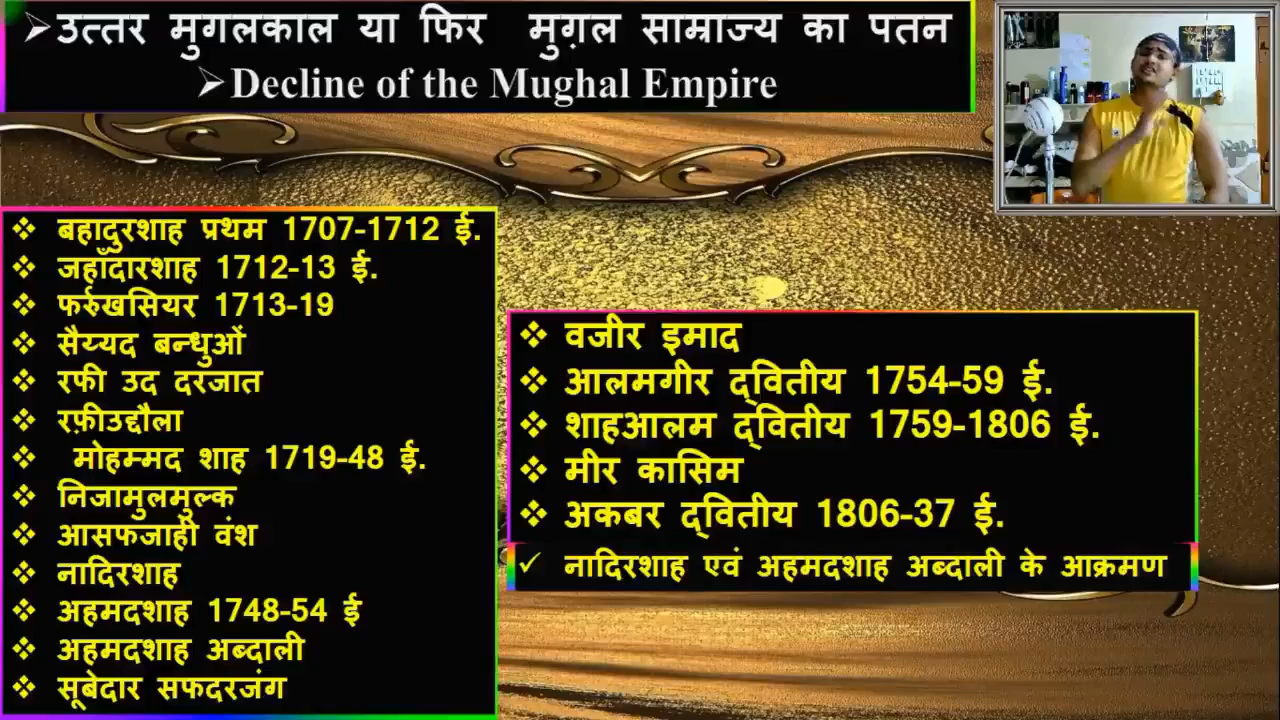 ➢उत्तर मुगलकाल या फिर मुग़ल साम्राज्य का पतन
➢Decline of the Mughal Empire
❖ बहादुरशाह प्रथम 1707-1712 ई.
❖ जहाँदारशाह 1712-13 ई.
❖ फर्रुखसियर 1713-19
❖ सैय्यद बन्धुओं
❖ रफी उद दरजात
❖ रफ़ीउद्दौला
❖ मोहम्मद शाह 1719-48 ई.
❖ निजामुलमुल्क
❖ आसफजाही वंश
❖ नादिरशाह
❖ अहमदशाह 1748-54 ई
❖ अहमदशाह अब्दाली
❖ सूबेदार सफदरजंग
❖ वजीर इमाद
❖ आलमगीर द्वितीय 1754-59 ई.
❖ शाहआलम द्वितीय 1759-1806 ई.
❖ मीर कासिम
❖ अकबर द्वितीय 1806-37 ई.
✓ नादिरशाह एवं अहमदशाह अब्दाली के आक्रमण